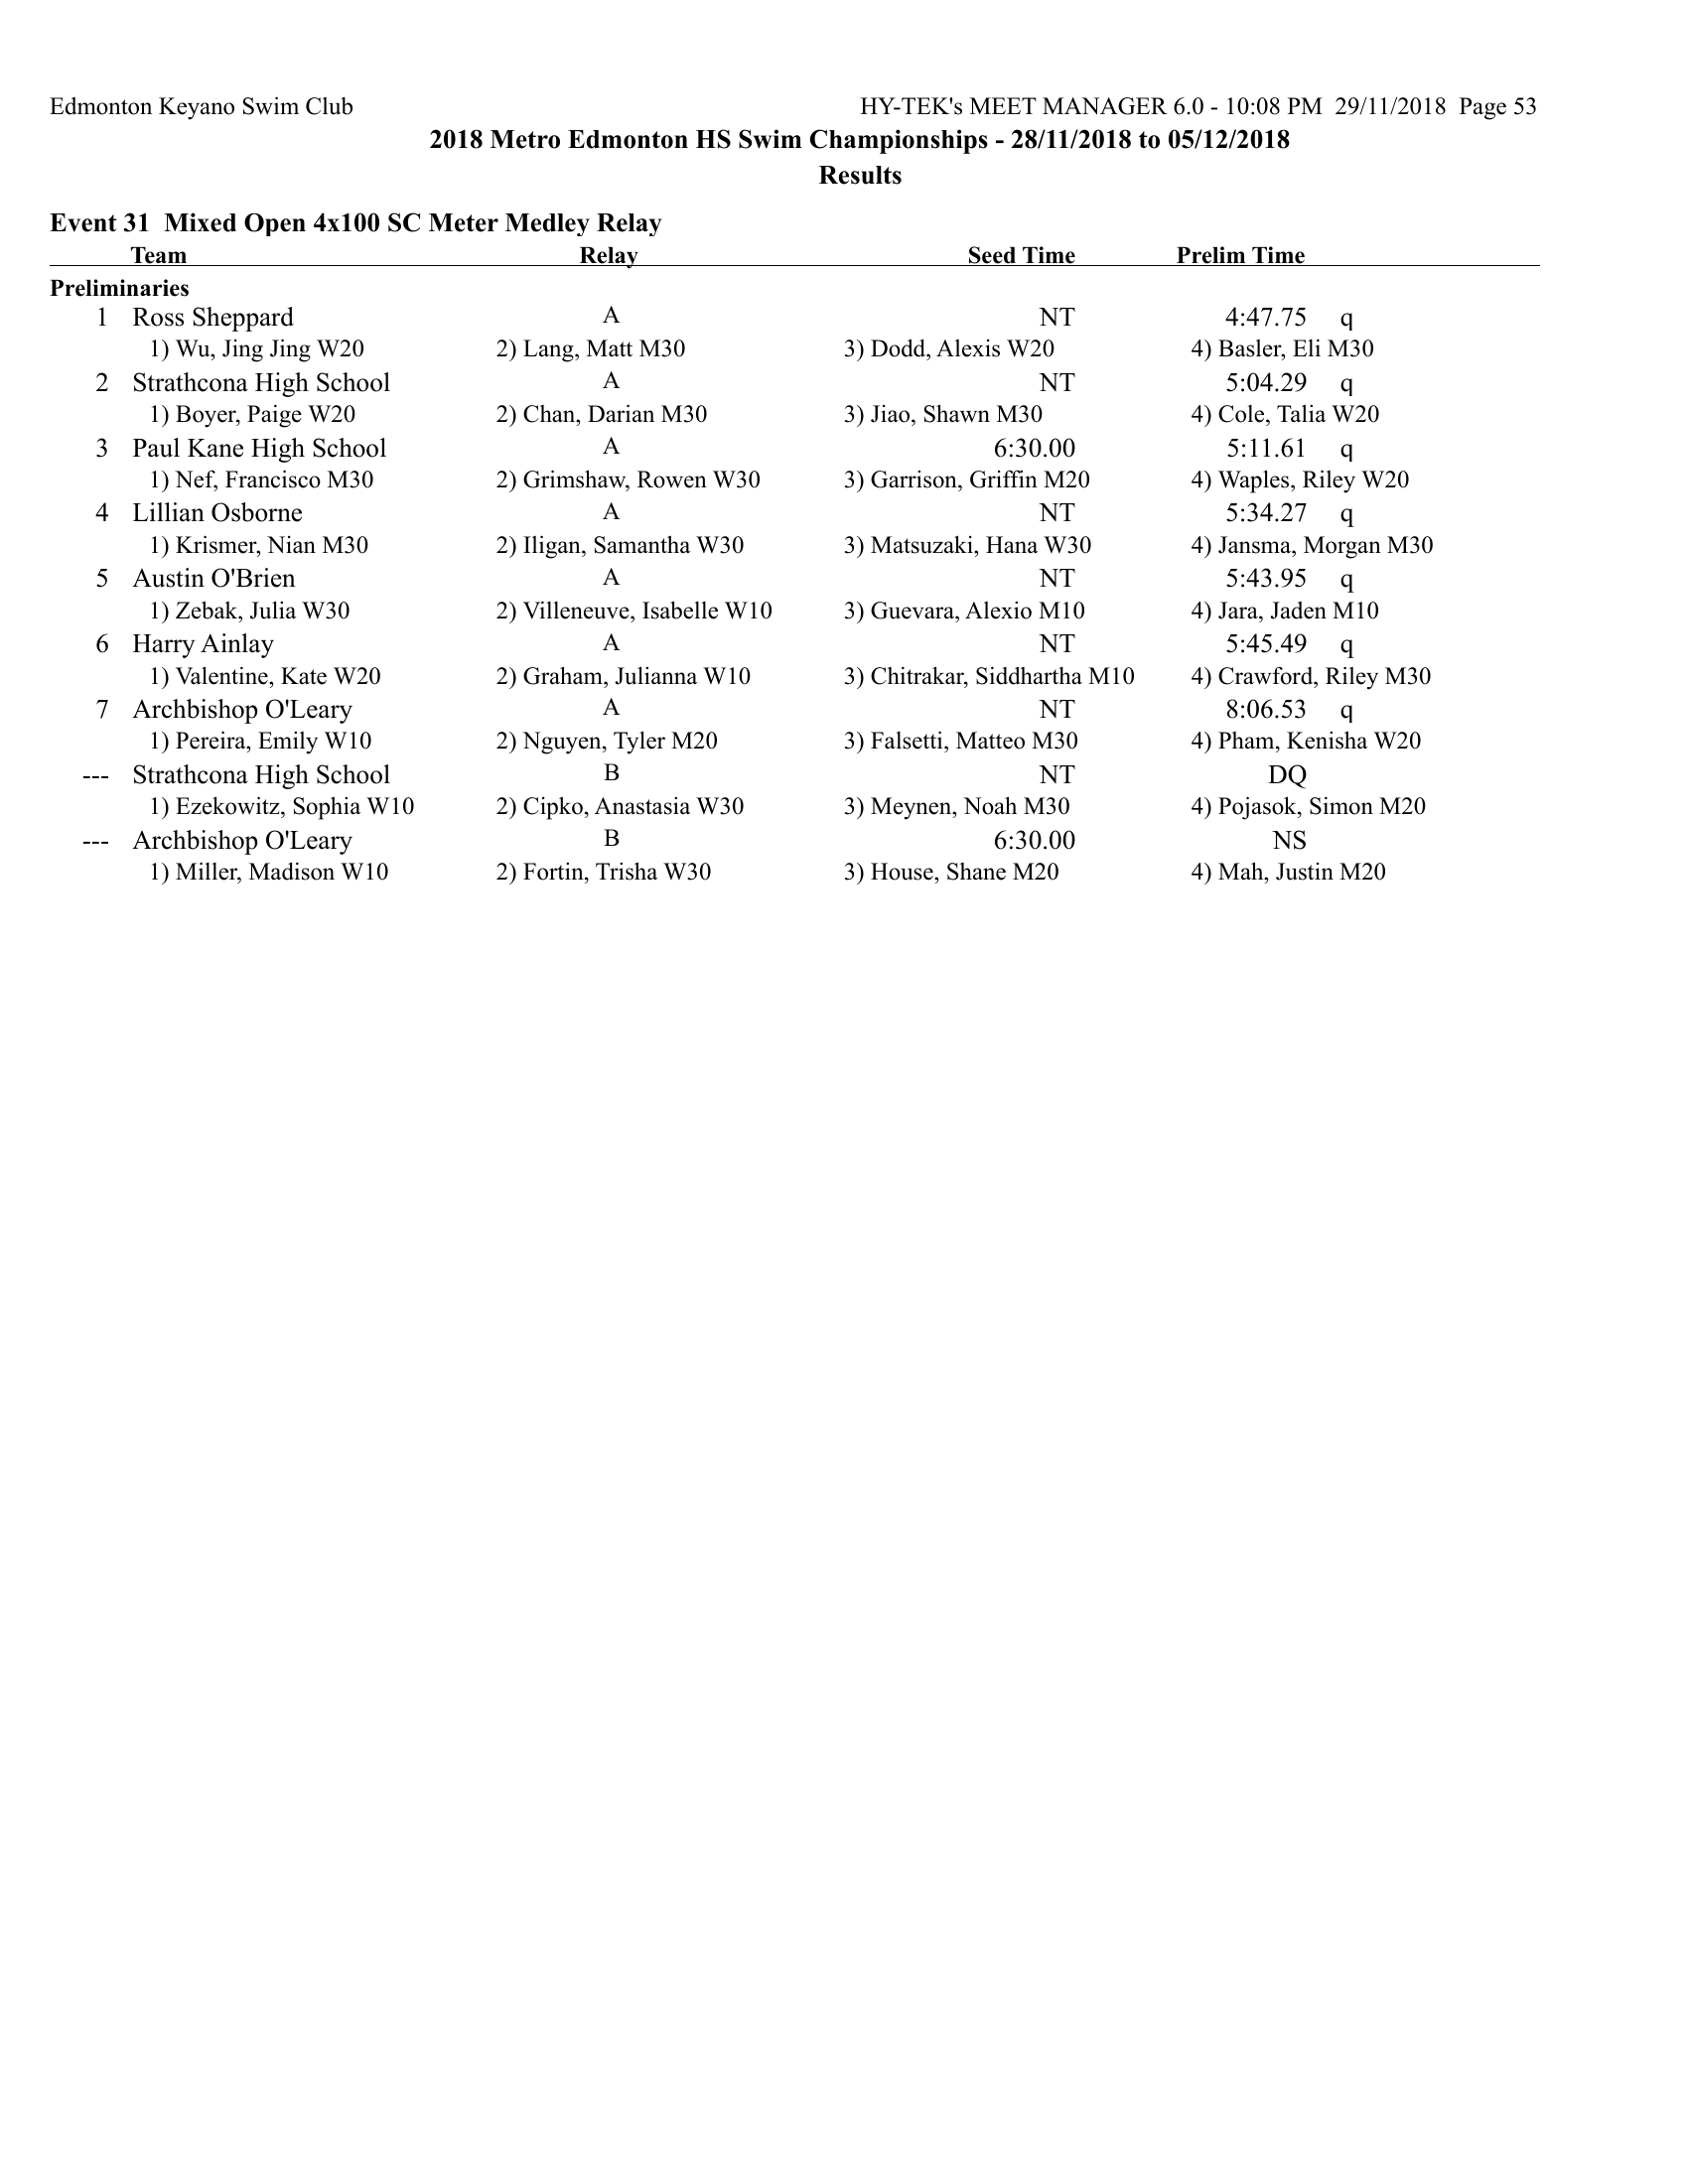 Edmonton Keyano Swim Club HY-TEK's MEET MANAGER 6.0 - 10:08 PM 29/11/2018 Page 53
2018 Metro Edmonton HS Swim Championships - 28/11/2018 to 05/12/2018
Results
Event 31 Mixed Open 4x100 SC Meter Medley Relay
Team Relay Seed Time Prelim Time
Preliminaries
1 Ross Sheppard A NT 4:47.75 q
1) Wu, Jing Jing W20 2) Lang, Matt M30 3) Dodd, Alexis W20 4) Basler, Eli M30
2 Strathcona High School A NT 5:04.29 q
1) Boyer, Paige W20 2) Chan, Darian M30 3) Jiao, Shawn M30 4) Cole, Talia W20
3 Paul Kane High School A 6:30.00 5:11.61 q
1) Nef, Francisco M30 2) Grimshaw, Rowen W30 3) Garrison, Griffin M20 4) Waples, Riley W20
4 Lillian Osborne A NT 5:34.27 q
1) Krismer, Nian M30 2) Iligan, Samantha W30 3) Matsuzaki, Hana W30 4) Jansma, Morgan M30
5 Austin O'Brien A NT 5:43.95 q
1) Zebak, Julia W30 2) Villeneuve, Isabelle W10 3) Guevara, Alexio M10 4) Jara, Jaden M10
6 Harry Ainlay A NT 5:45.49 q
1) Valentine, Kate W20 2) Graham, Julianna W10 3) Chitrakar, Siddhartha M10 4) Crawford, Riley M30
7 Archbishop O'Leary A NT 8:06.53 q
1) Pereira, Emily W10 2) Nguyen, Tyler M20 3) Falsetti, Matteo M30 4) Pham, Kenisha W20
--- Strathcona High School B NT DQ
1) Ezekowitz, Sophia W10 2) Cipko, Anastasia W30 3) Meynen, Noah M30 4) Pojasok, Simon M20
--- Archbishop O'Leary B 6:30.00 NS
1) Miller, Madison W10 2) Fortin, Trisha W30 3) House, Shane M20 4) Mah, Justin M20